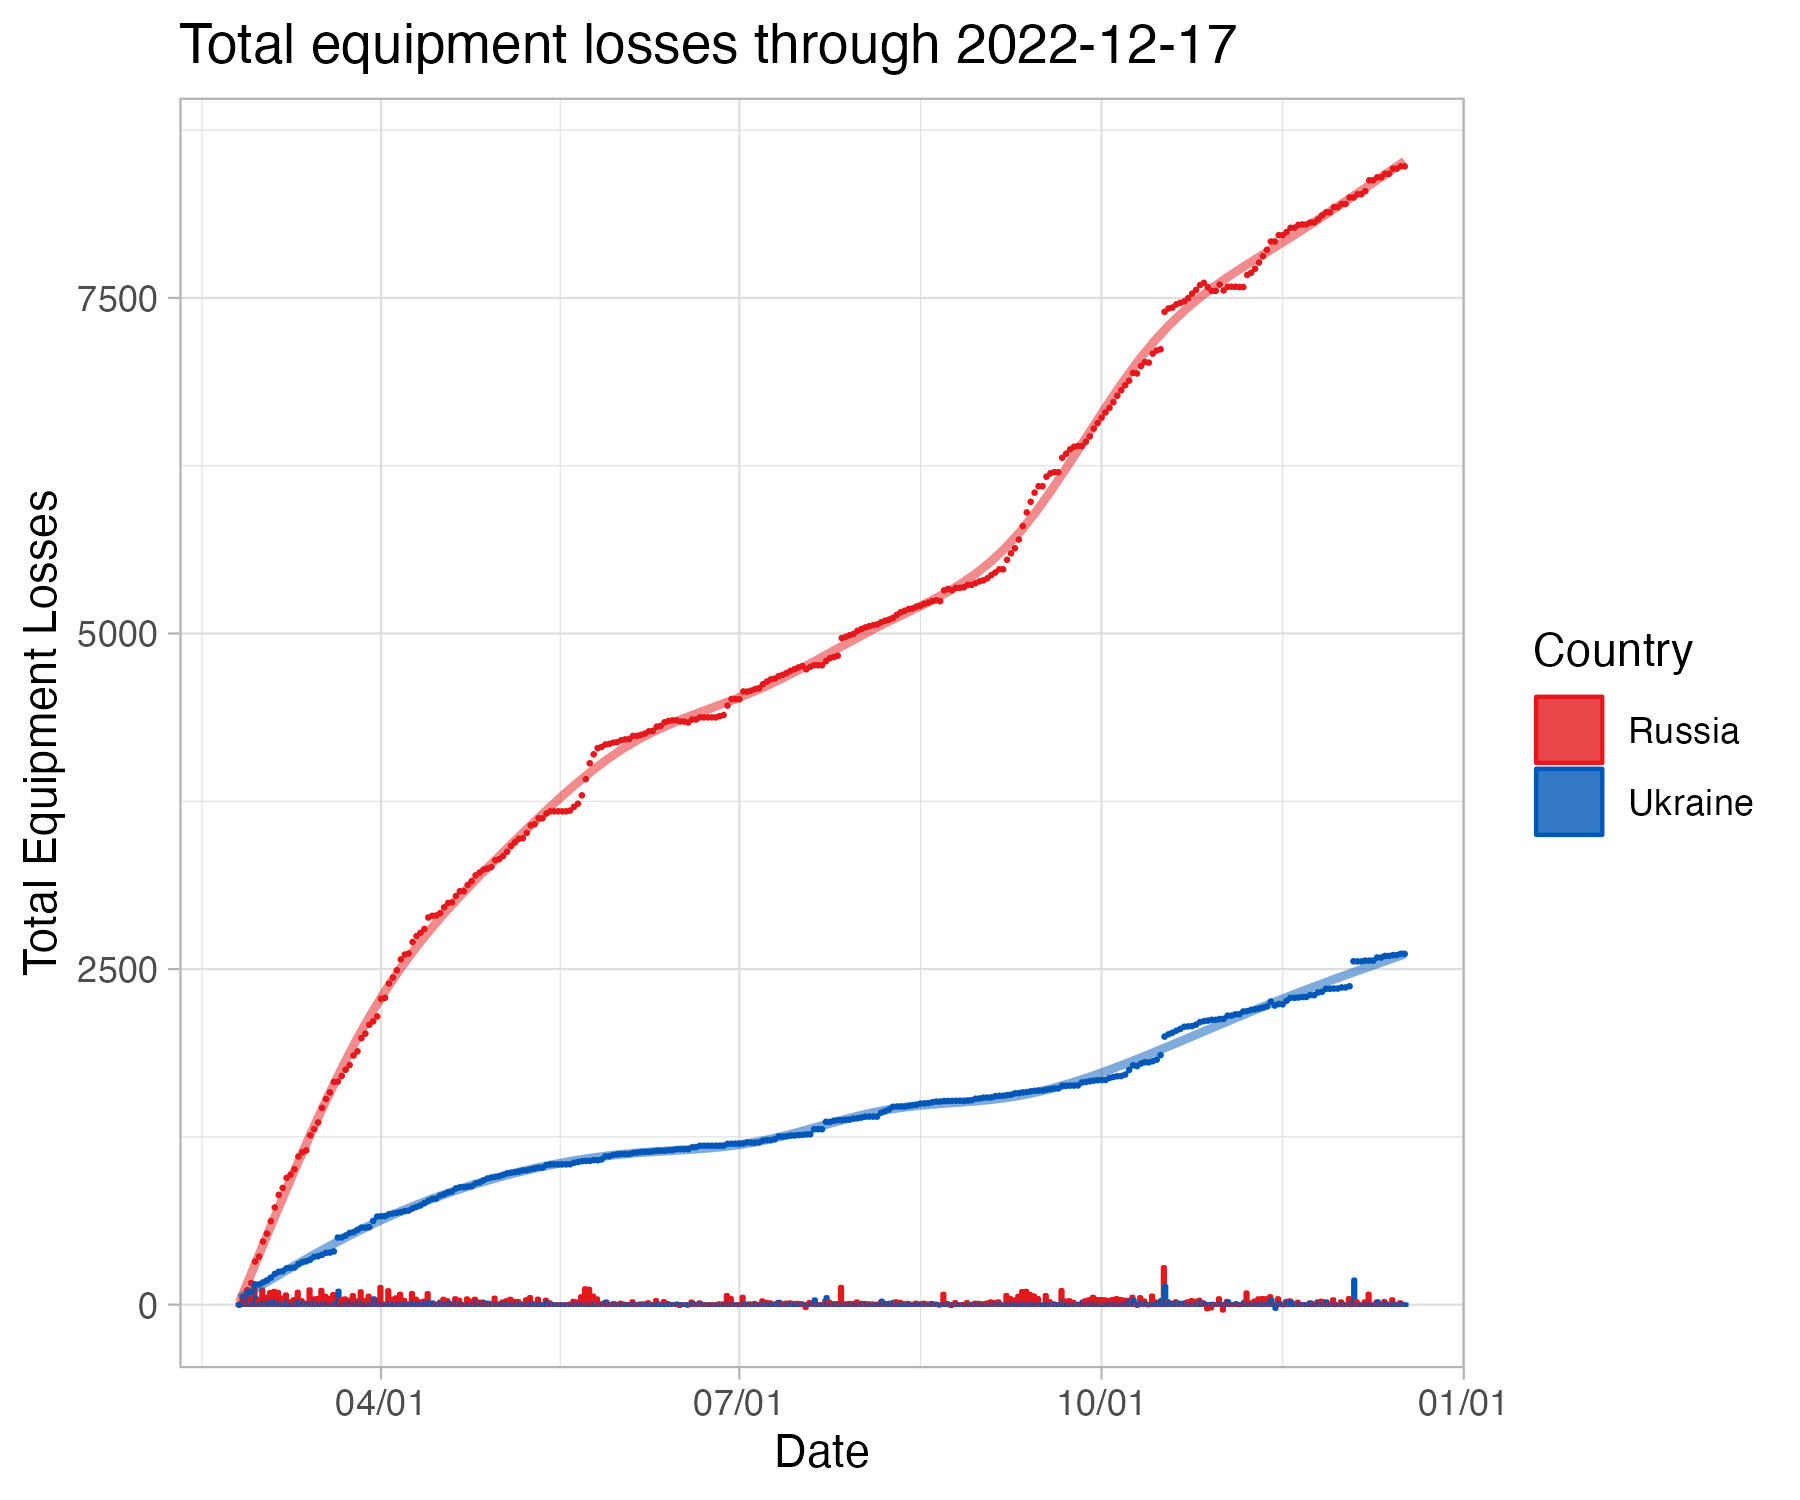 Total equipment losses through 2022-12-17
Total Equipment Losses
7500
5000
2500
0
04/01 07/01 10/01 01/01
Date
Country
Russia
Ukraine